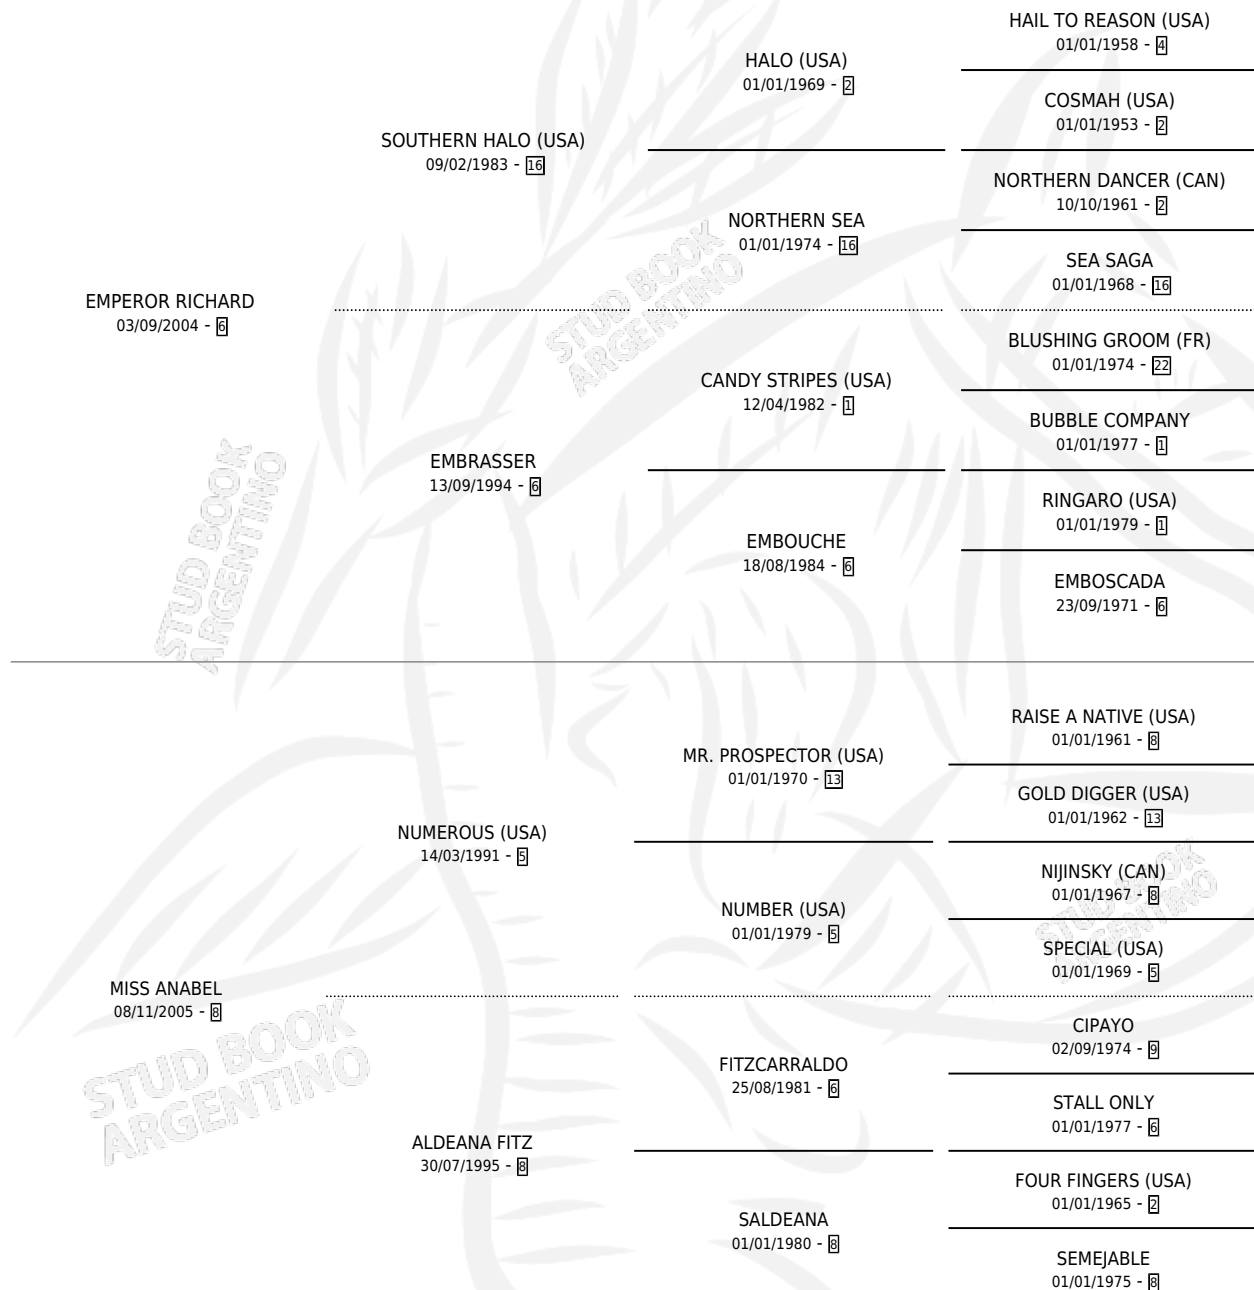 HAIL TO REASON (USA)
01/01/1958 - 4
HALO (USA)
01/01/1969 - 2
COSMAH (USA)
01/01/1953 - 2
SOUTHERN HALO (USA)
09/02/1983 - 16
NORTHERN DANCER (CAN)
10/10/1961 - 2
NORTHERN SEA
01/01/1974 - 16
SEA SAGA
01/01/1968 - 16
EMPEROR RICHARD
03/09/2004 - 6
BLUSHING GROOM (FR)
01/01/1974 - 22
CANDY STRIPES (USA)
12/04/1982 - 1
BUBBLE COMPANY
01/01/1977 - 1
EMBRASSER
13/09/1994 - 6
RINGARO (USA)
01/01/1979 - 1
EMBOUCHE
18/08/1984 - 6
EMBOSCADA
23/09/1971 - 6
STUD BOOK
ARGENTINO
STUD BOOK
ARGENTINO
RAISE A NATIVE (USA)
01/01/1961 - 8
MR. PROSPECTOR (USA)
01/01/1970 - 13
GOLD DIGGER (USA)
01/01/1962 - 13
NUMEROUS (USA)
14/03/1991 - 5
NIJINSKY (CAN)
01/01/1967 - 8
NUMBER (USA)
01/01/1979 - 5
SPECIAL (USA)
01/01/1969 - 5
STUD BOOK
ARGENTINO
MISS ANABEL
08/11/2005 - 8
CIPAYO
02/09/1974 - 9
FITZCARRALDO
25/08/1981 - 6
STALL ONLY
01/01/1977 - 6
ALDEANA FITZ
30/07/1995 - 8
FOUR FINGERS (USA)
01/01/1965 - 2
SALDEANA
01/01/1980 - 8
SEMEJABLE
01/01/1975 - 8
STUD BOOK
ARGENTINO